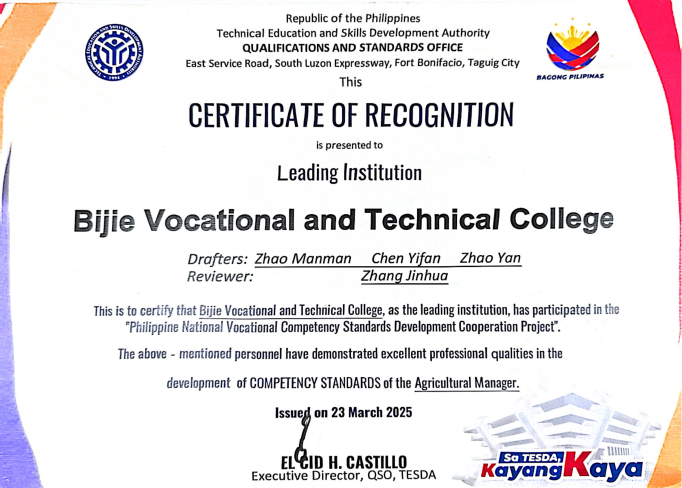 Republic of the Philippines
Technical Education and Skills Development Authority
QUALIFICATIONS AND STANDARDS OFFICE
East Service Road, South Luzon Expressway, Fort Bonifacio, Taguig City
BAGONG PILIPINAS
This
CERTIFICATE OF RECOGNITION
is presented to
Leading Institution
Bijie Vocational and Technical College
Drafters: Zhao Manman Chen Yifan Zhao Yan
Reviewer: Zhang Jinhua
This is to certify that Bijie Vocational and Technical College, as the leading institution, has participated in the
"Philippine National Vocational Competency Standards Development Cooperation Project".
The above - mentioned personnel have demonstrated excellent professional qualities in the
development of COMPETENCY STANDARDS of the Agricultural Manager.
Issued on 23 March 2025
EL CID H. CASTILLO
Executive Director, QSO, TESDA
Sa TESDA,
Kayang Kaya